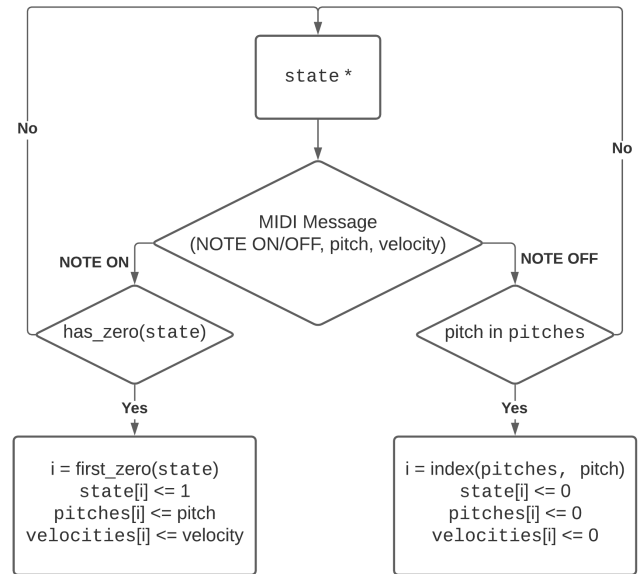 state *
No
No
MIDI Message
(NOTE ON/OFF, pitch, velocity)
NOTE ON
NOTE OFF
has_zero(state)
pitch in pitches
Yes
Yes
i = first_zero(state)
state[i] <= 1
pitches[i] <= pitch
velocities[i] <= velocity
i = index(pitches, pitch)
state[i] <= 0
pitches[i] <= 0
velocities[i] <= 0